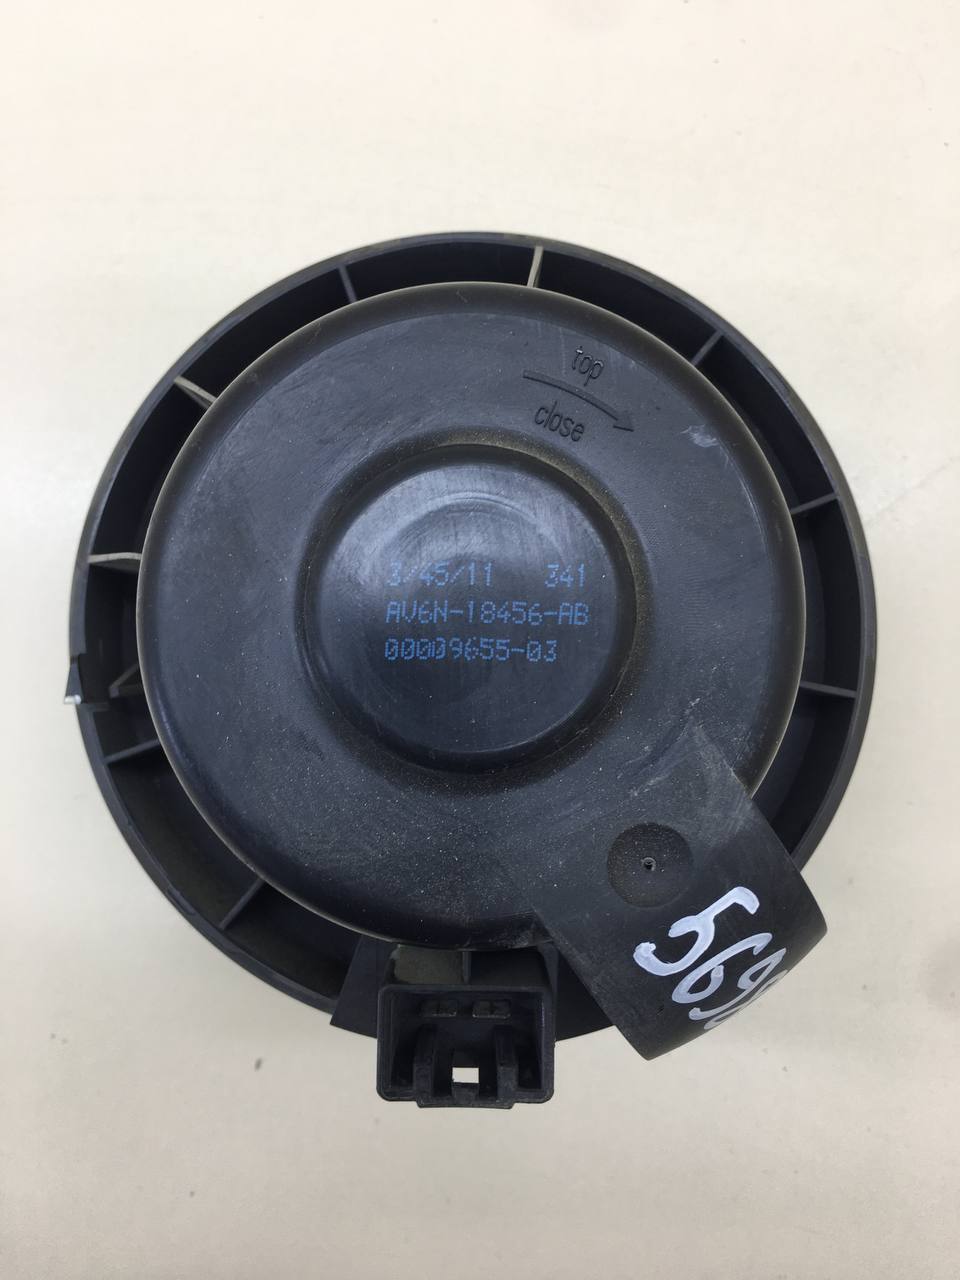 top
close
3/45/11 341
AV6N-18456-AB
00009655-03